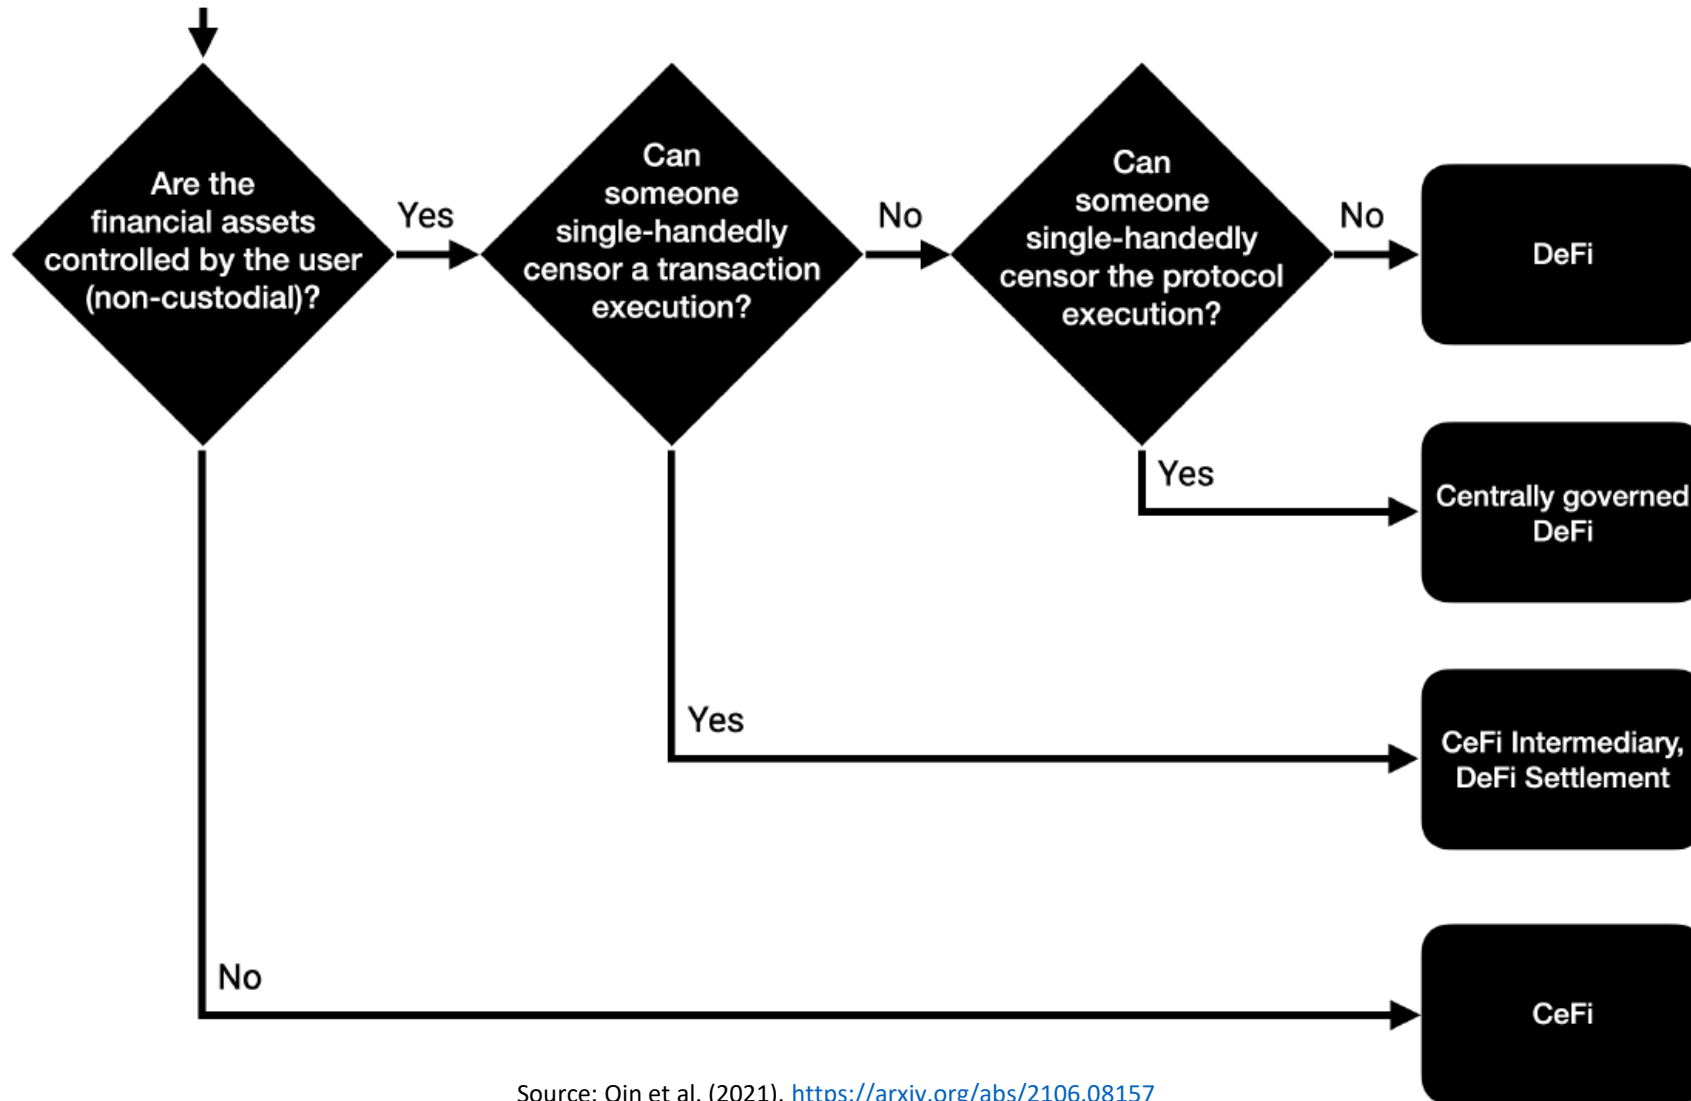 Are the
financial assets
controlled by the user
(non-custodial)?
Yes
Can
someone
single-handedly
censor a transaction
execution?
No
Can
someone
single-handedly
censor the protocol
execution?
No
DeFi
Yes
Centrally governed
DeFi
Yes
CeFi Intermediary,
DeFi Settlement
No
CeFi
Source: Qin et al. (2021). https://arxiv.org/abs/2106.08157